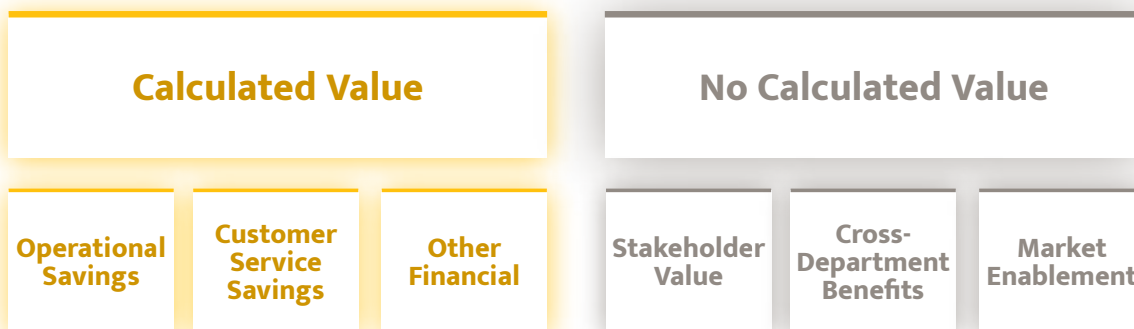 Calculated Value
No Calculated Value
Operational
Savings
Customer
Service
Savings
Other
Financial
Stakeholder
Value
Cross-
Department
Benefits
Market
Enablement